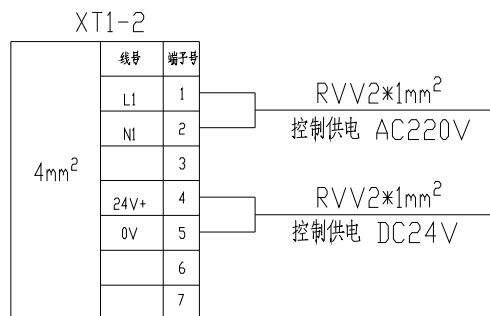 XT1-2
线号 端子号
L1 1
N1 2
3
24V+ 4
0V 5
6
7
4mm²
RVV2*1mm²
控制供电 AC220V
RVV2*1mm²
控制供电 DC24V